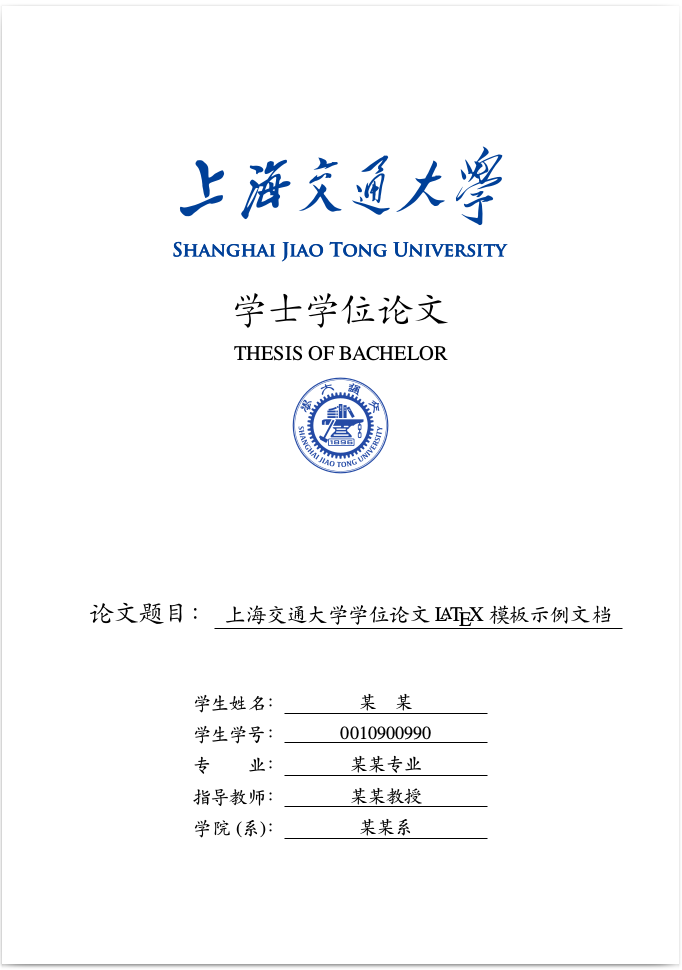 上海交通大學
SHANGHAI JIAO TONG UNIVERSITY
学士学位论文
THESIS OF BACHELOR
學大通交
1896
SHANGHAI JIAO TONG UNIVERSITY
论文题目： 上海交通大学学位论文 LATEX 模板示例文档
学生姓名： 某 某
学生学号： 0010900990
专 业： 某某专业
指导教师： 某某教授
学院 (系)： 某某系